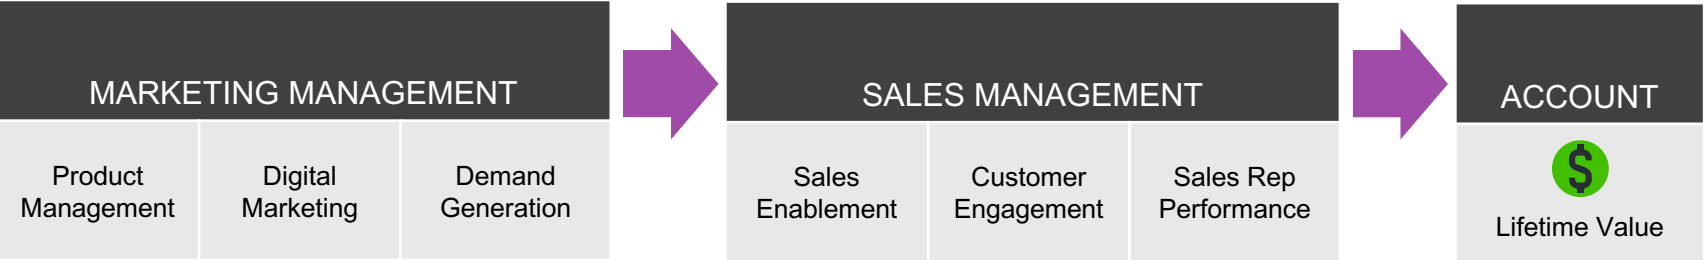 MARKETING MANAGEMENT
Product
Management
Digital
Marketing
Demand
Generation
SALES MANAGEMENT
Sales
Enablement
Customer
Engagement
Sales Rep
Performance
ACCOUNT
$
Lifetime Value